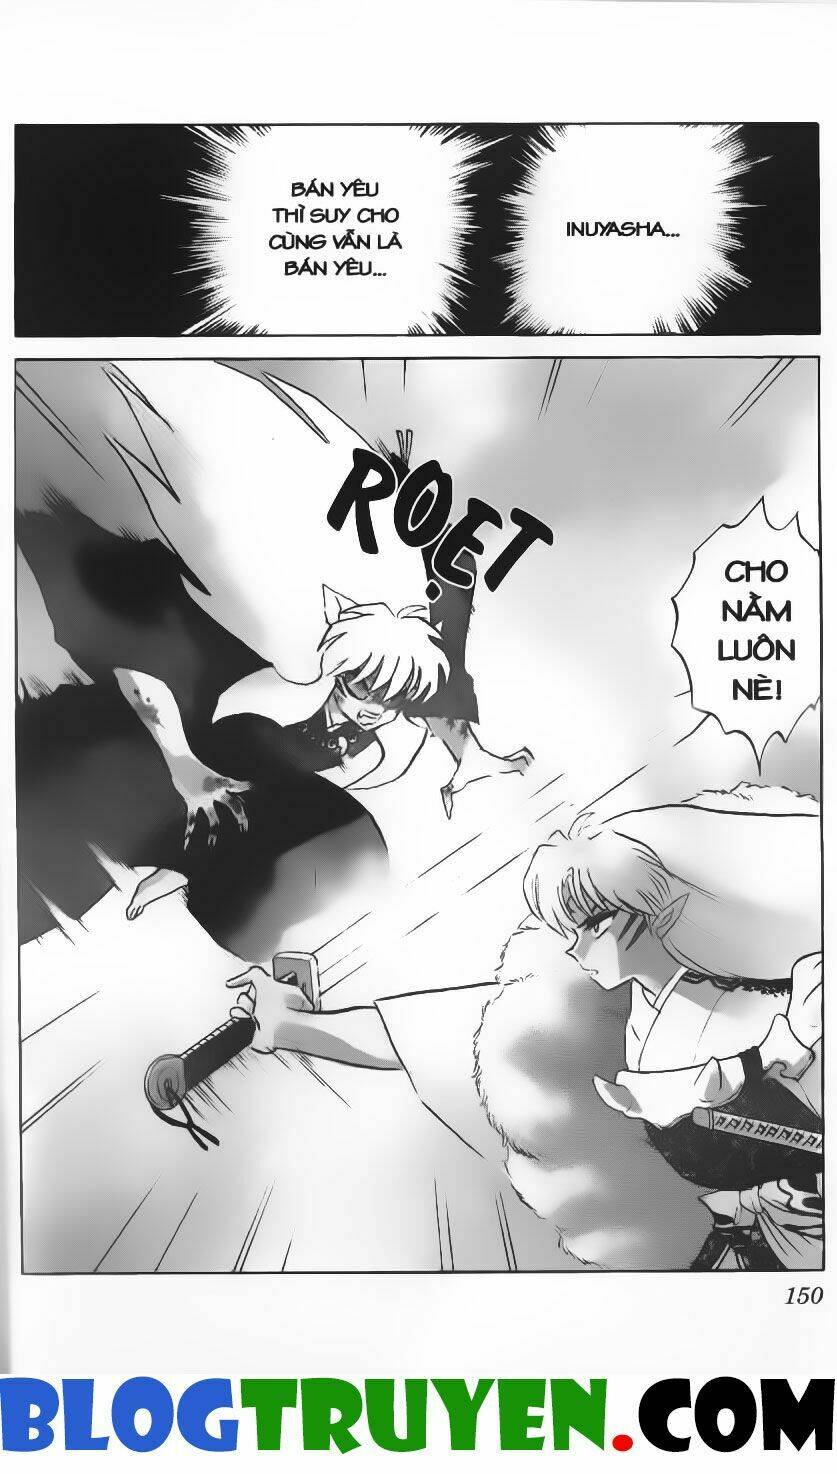 INUYASHA...
BÁN YÊU
THÌ SUY CHO
CÙNG VẪN LÀ
BÁN YÊU...
ROẸT
CHO
NẰM
LUÔN
NÈ!
150
BLOGTRUYEN.COM